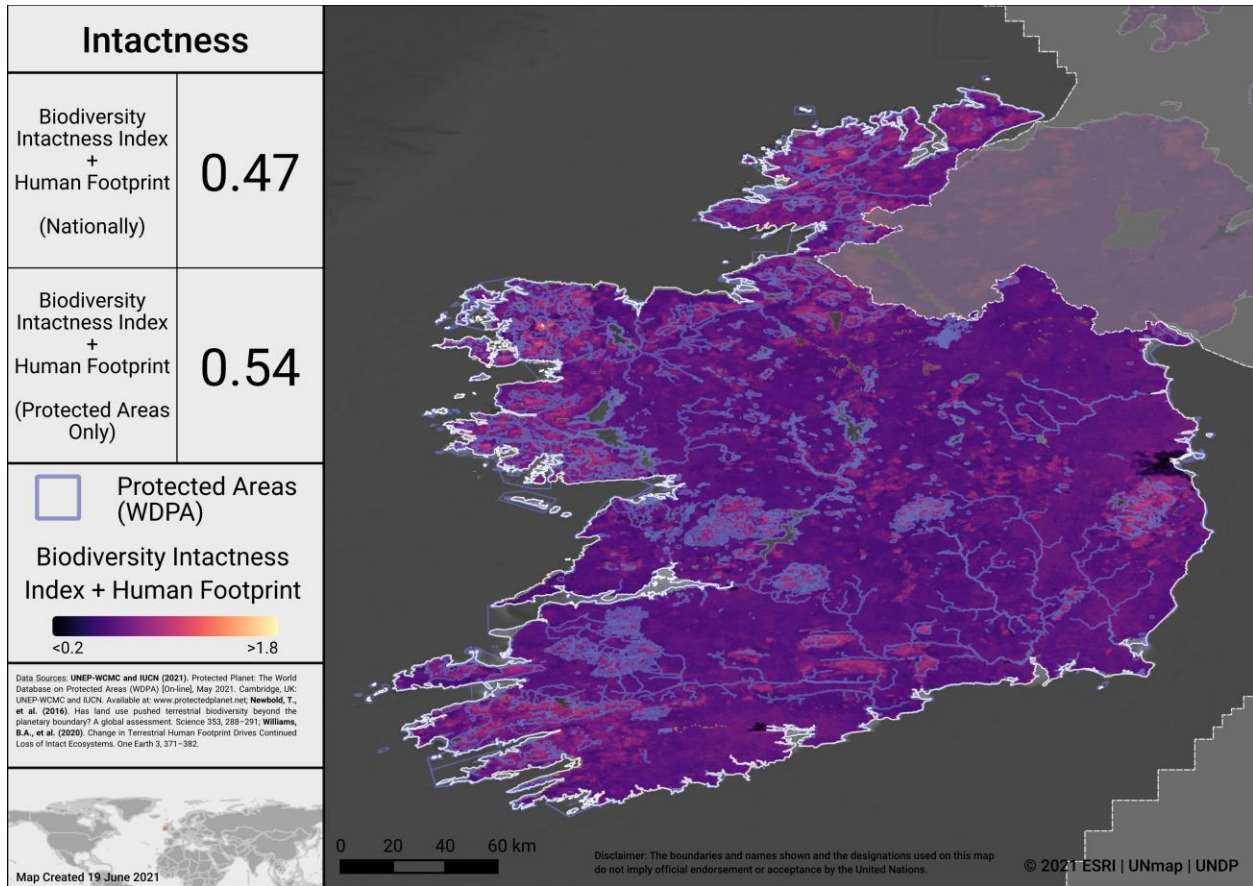 Intactness
Biodiversity
Intactness Index
+
Human Footprint
(Nationally)
0.47
Biodiversity
Intactness Index
+
Human Footprint
(Protected Areas
Only)
0.54
Protected Areas
(WDPA)
Biodiversity Intactness
Index + Human Footprint
<0.2 >1.8
Data Sources: UNEP-WCMC and IUCN (2021). Protected Planet: The World
Database on Protected Areas (WDPA) [On-line], May 2021. Cambridge, UK:
UNEP-WCMC and IUCN. Available at: www.protectedplanet.net; Newbold, T.,
et al. (2016). Has land use pushed terrestrial biodiversity beyond the
planetary boundary? A global assessment. Science 353, 288–291; Williams,
B.A., et al. (2020). Change in Terrestrial Human Footprint Drives Continued
Loss of Intact Ecosystems. One Earth 3, 371–382.
Map Created 19 June 2021
0 20 40 60 km
Disclaimer: The boundaries and names shown and the designations used on this map
do not imply official endorsement or acceptance by the United Nations.
© 2021 ESRI | UNmap | UNDP